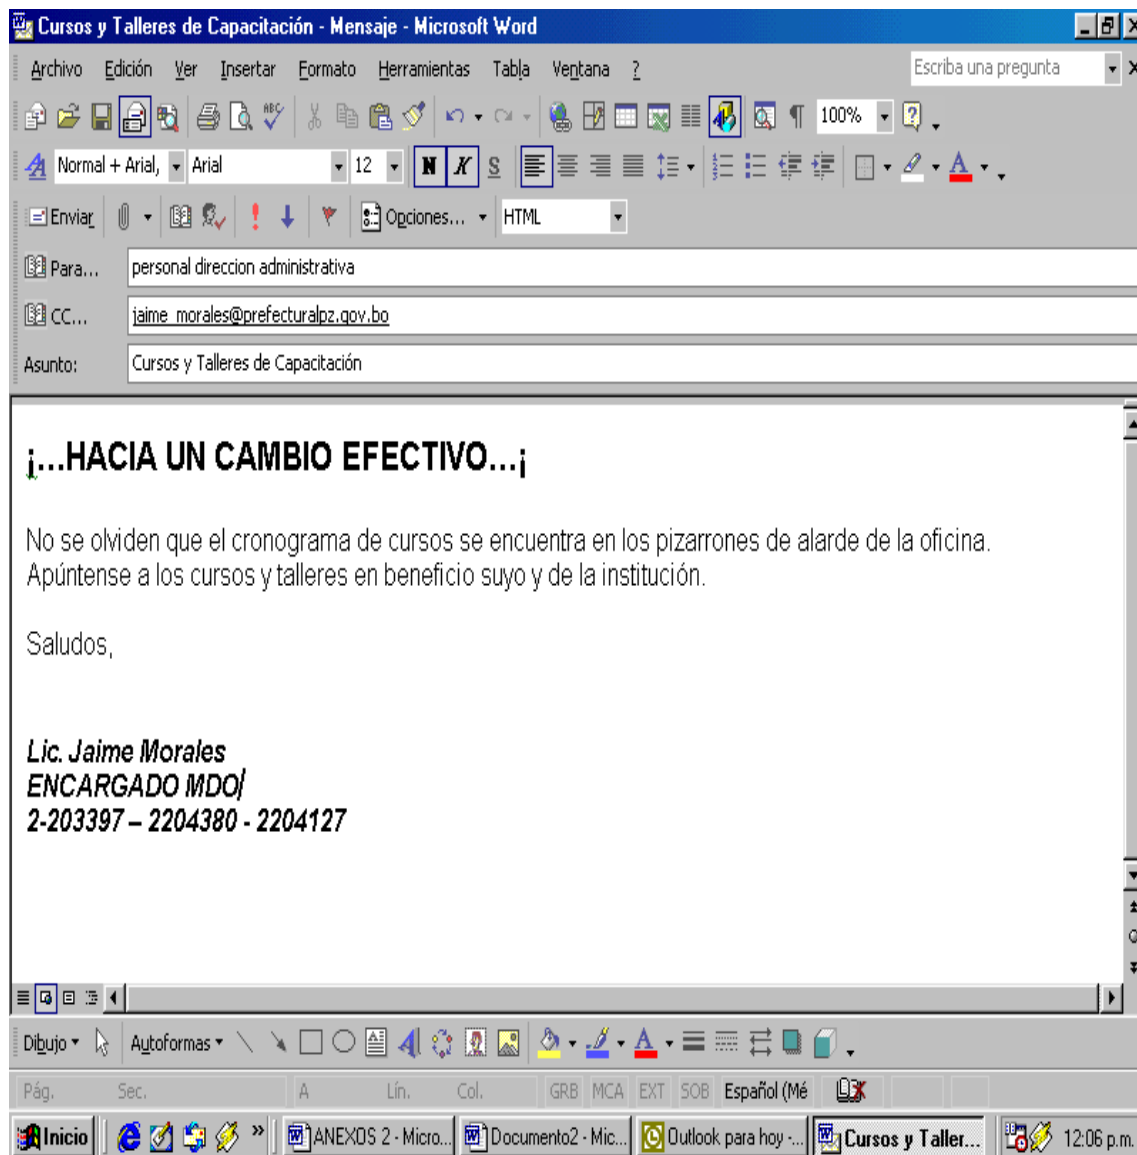 Cursos y Talleres de Capacitación - Mensaje - Microsoft Word
Archivo Edición Ver Insertar Formato Herramientas Tabla Ventana ? Escriba una pregunta
100%
Normal + Arial, Arial 12 N K S
Enviar Opciones... HTML
Para... personal direccion administrativa
CC... jaime_morales@prefecturalpz.gov.bo
Asunto: Cursos y Talleres de Capacitación
¡...HACIA UN CAMBIO EFECTIVO...¡
No se olviden que el cronograma de cursos se encuentra en los pizarrones de alarde de la oficina.
Apúntense a los cursos y talleres en beneficio suyo y de la institución.
Saludos,
Lic. Jaime Morales
ENCARGADO MDO
2-203397 – 2204380 - 2204127
Dibujo Autoformas
Pág. Sec. A Lín. Col. GRB MCA EXT SOB Español (Mé
Inicio » ANEXOS 2 - Micro... Documento2 - Mic... Outlook para hoy -... Cursos y Taller... 12:06 p.m.